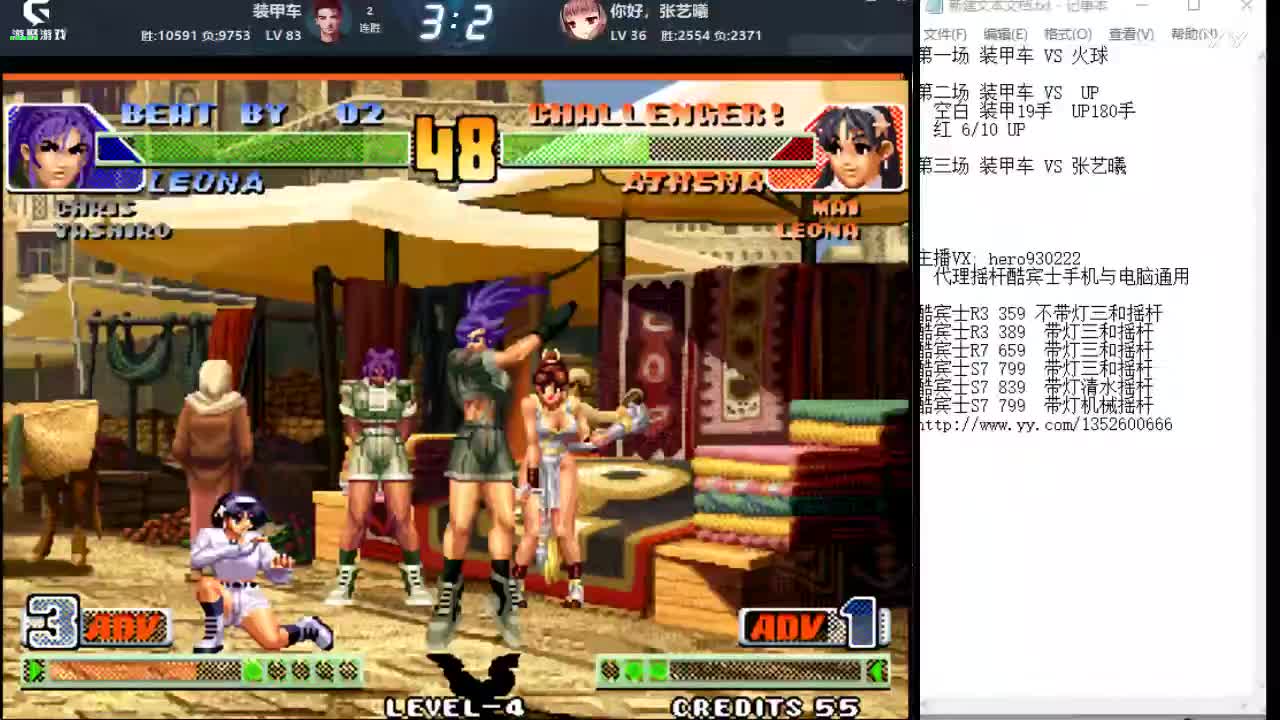 装甲车
2
连胜
3:2
你好, 张艺曦
游聚游戏
胜:10591 负:9753 LV 83
LV 36 胜:2554 负:2371
BEAT BY 02
48
CHALLENGER!
LEONA
ATHENA
CHRIS
YASHIRO
MAI
LEONA
3 ADV
ADV 1
LEVEL-4
CREDITS 55
新建文本文档.txt - 记事本
文件(F) 编辑(E) 格式(O) 查看(V) 帮助(H)
第一场 装甲车 VS 火球
第二场 装甲车 VS UP
空白 装甲19手 UP180手
红 6/10 UP
第三场 装甲车 VS 张艺曦
主播VX: hero930222
代理摇杆酷宾士手机与电脑通用
酷宾士R3 359 不带灯三和摇杆
酷宾士R3 389 带灯三和摇杆
酷宾士R7 659 带灯三和摇杆
酷宾士S7 799 带灯三和摇杆
酷宾士S7 839 带灯清水摇杆
酷宾士S7 799 带灯机械摇杆
http://www.yy.com/1352600666